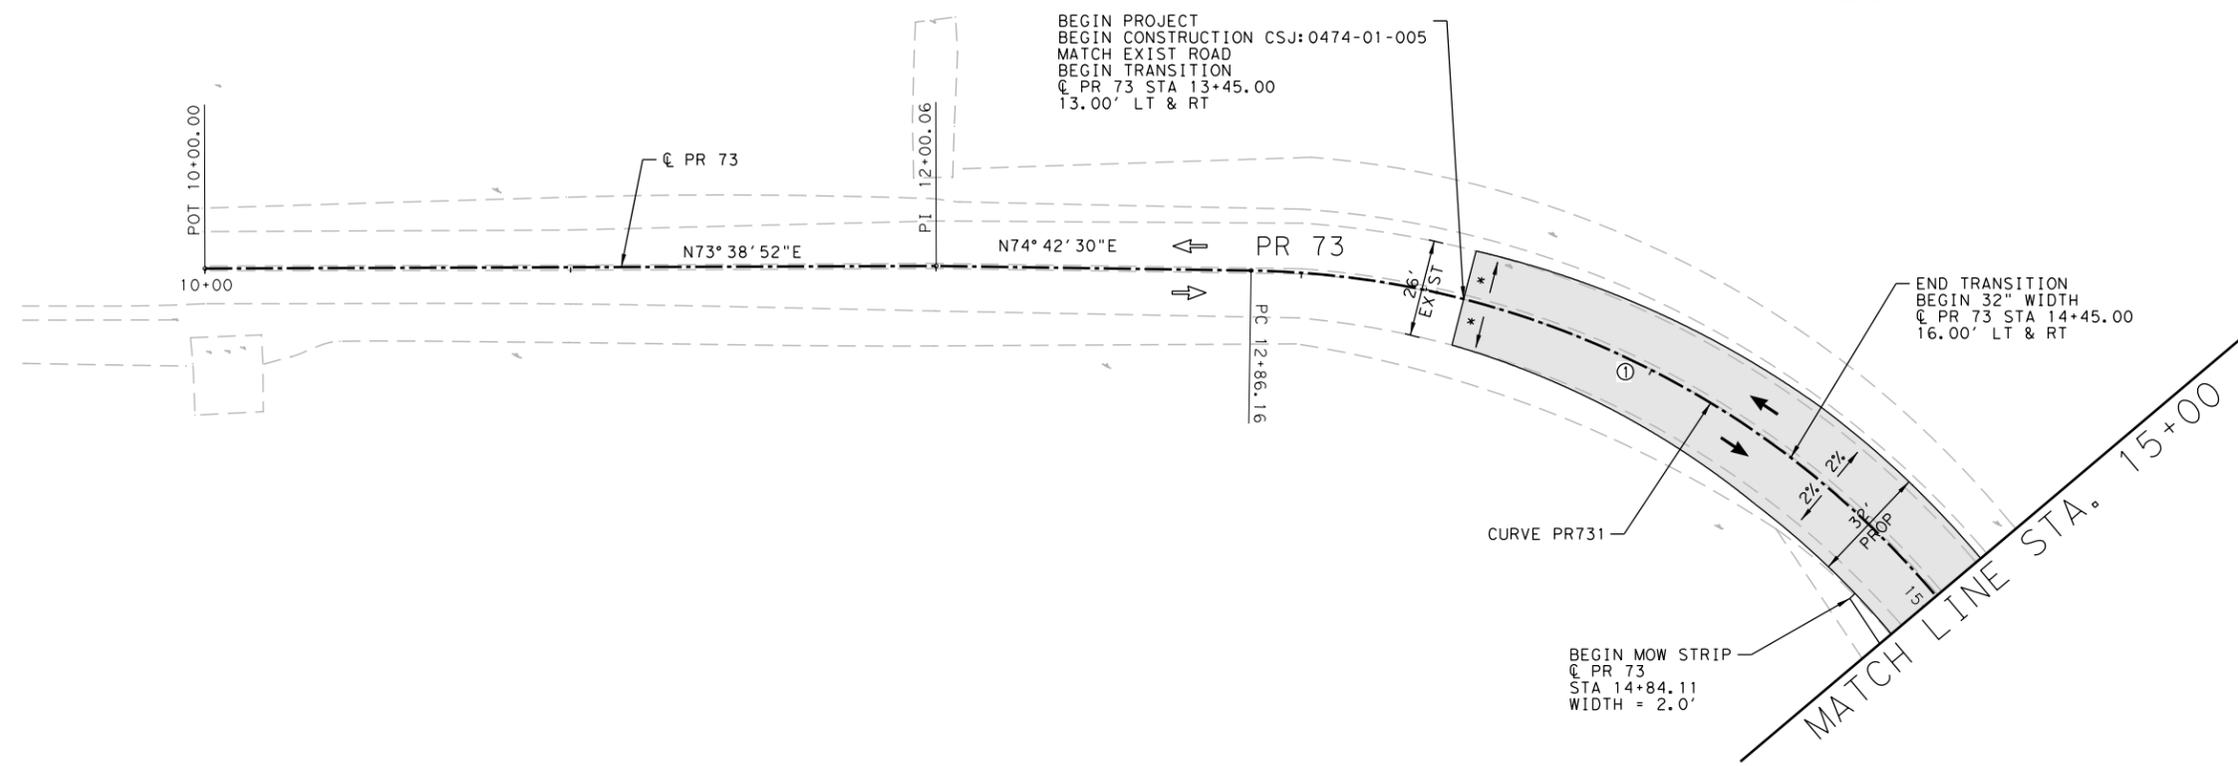 BEGIN PROJECT
BEGIN CONSTRUCTION CSJ:0474-01-005
MATCH EXIST ROAD
BEGIN TRANSITION
℄ PR 73 STA 13+45.00
13.00' LT & RT
POT 10+00.00
℄ PR 73
PI 12+00.06
N73°38'52"E
N74°42'30"E
PR 73
10+00
PC 12+86.16
26'
EXIST
*
*
END TRANSITION
BEGIN 32" WIDTH
℄ PR 73 STA 14+45.00
16.00' LT & RT
1
2%
2%
32'
PROP
CURVE PR731
15
BEGIN MOW STRIP
℄ PR 73
STA 14+84.11
WIDTH = 2.0'
MATCH LINE STA. 15+00